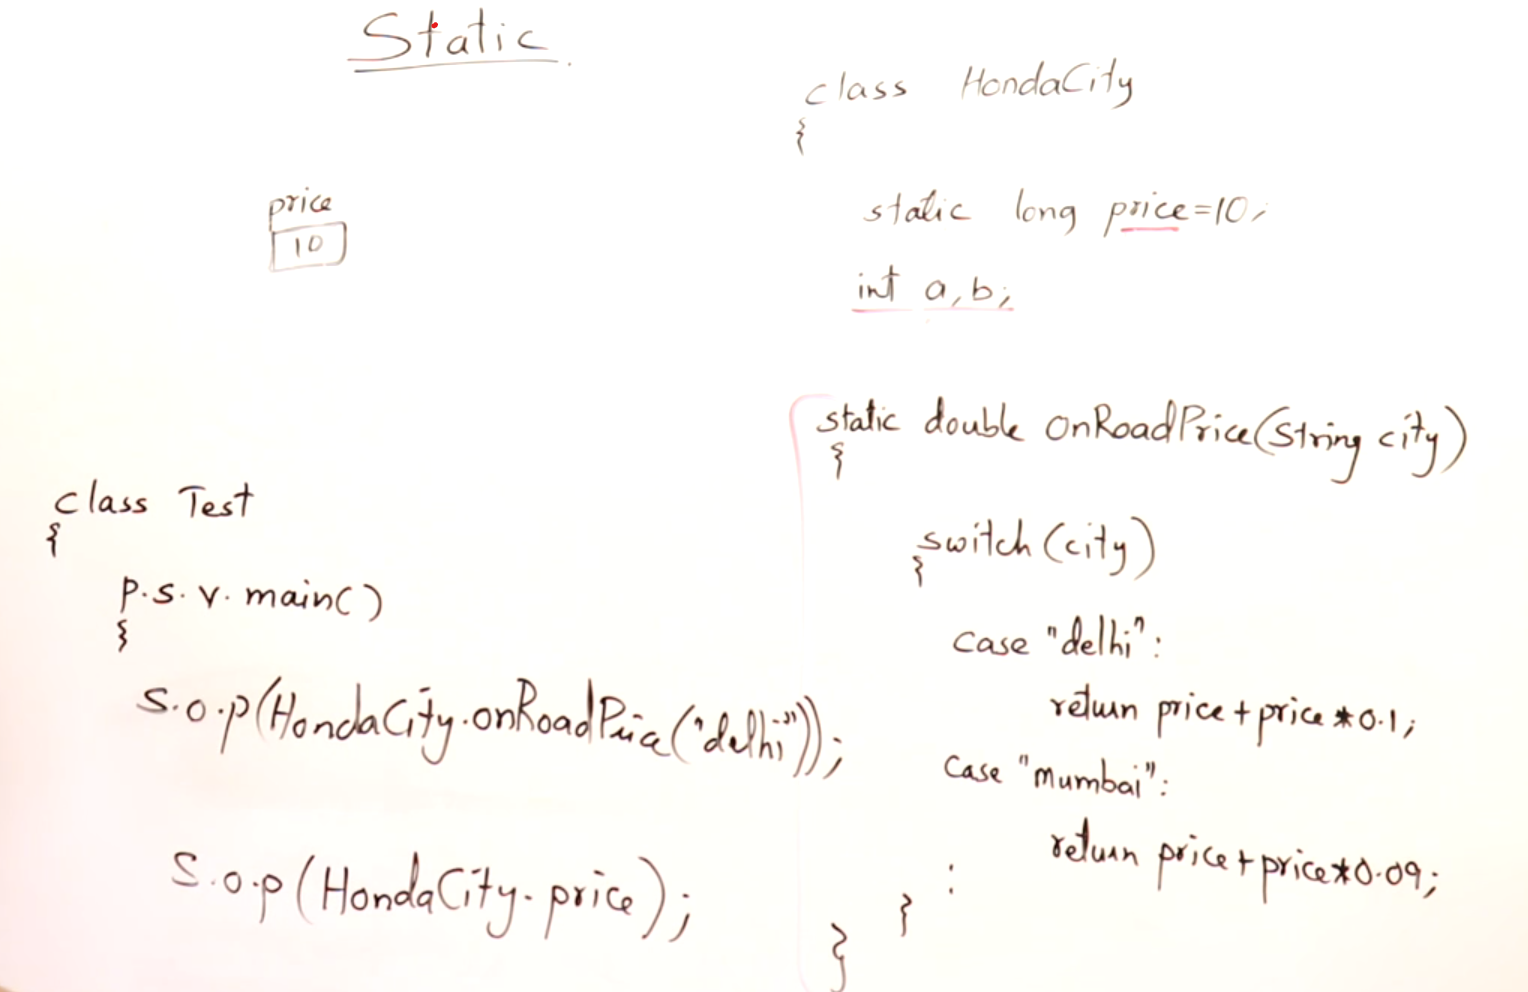 Static
class HondaCity
{
static long price=10;
int a,b;
price
10
static double onRoadPrice(String city)
{
switch(city)
{
case "delhi":
return price+price*0.1;
case "mumbai":
return price+price*0.09;
:
}
}
class Test
{
p.s.v.main()
{
S.o.p(HondaCity.onRoadPrice("delhi"));
S.o.p(HondaCity.price);